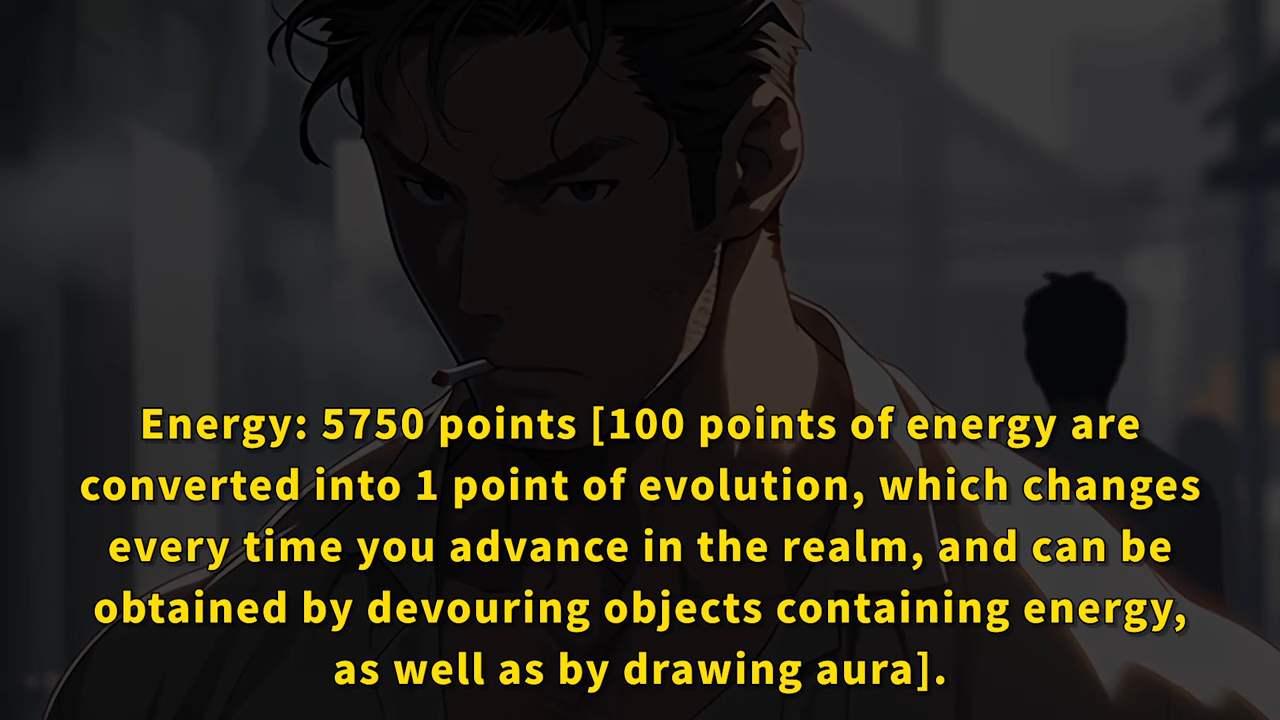 Energy: 5750 points [100 points of energy are
converted into 1 point of evolution, which changes
every time you advance in the realm, and can be
obtained by devouring objects containing energy,
as well as by drawing aura].